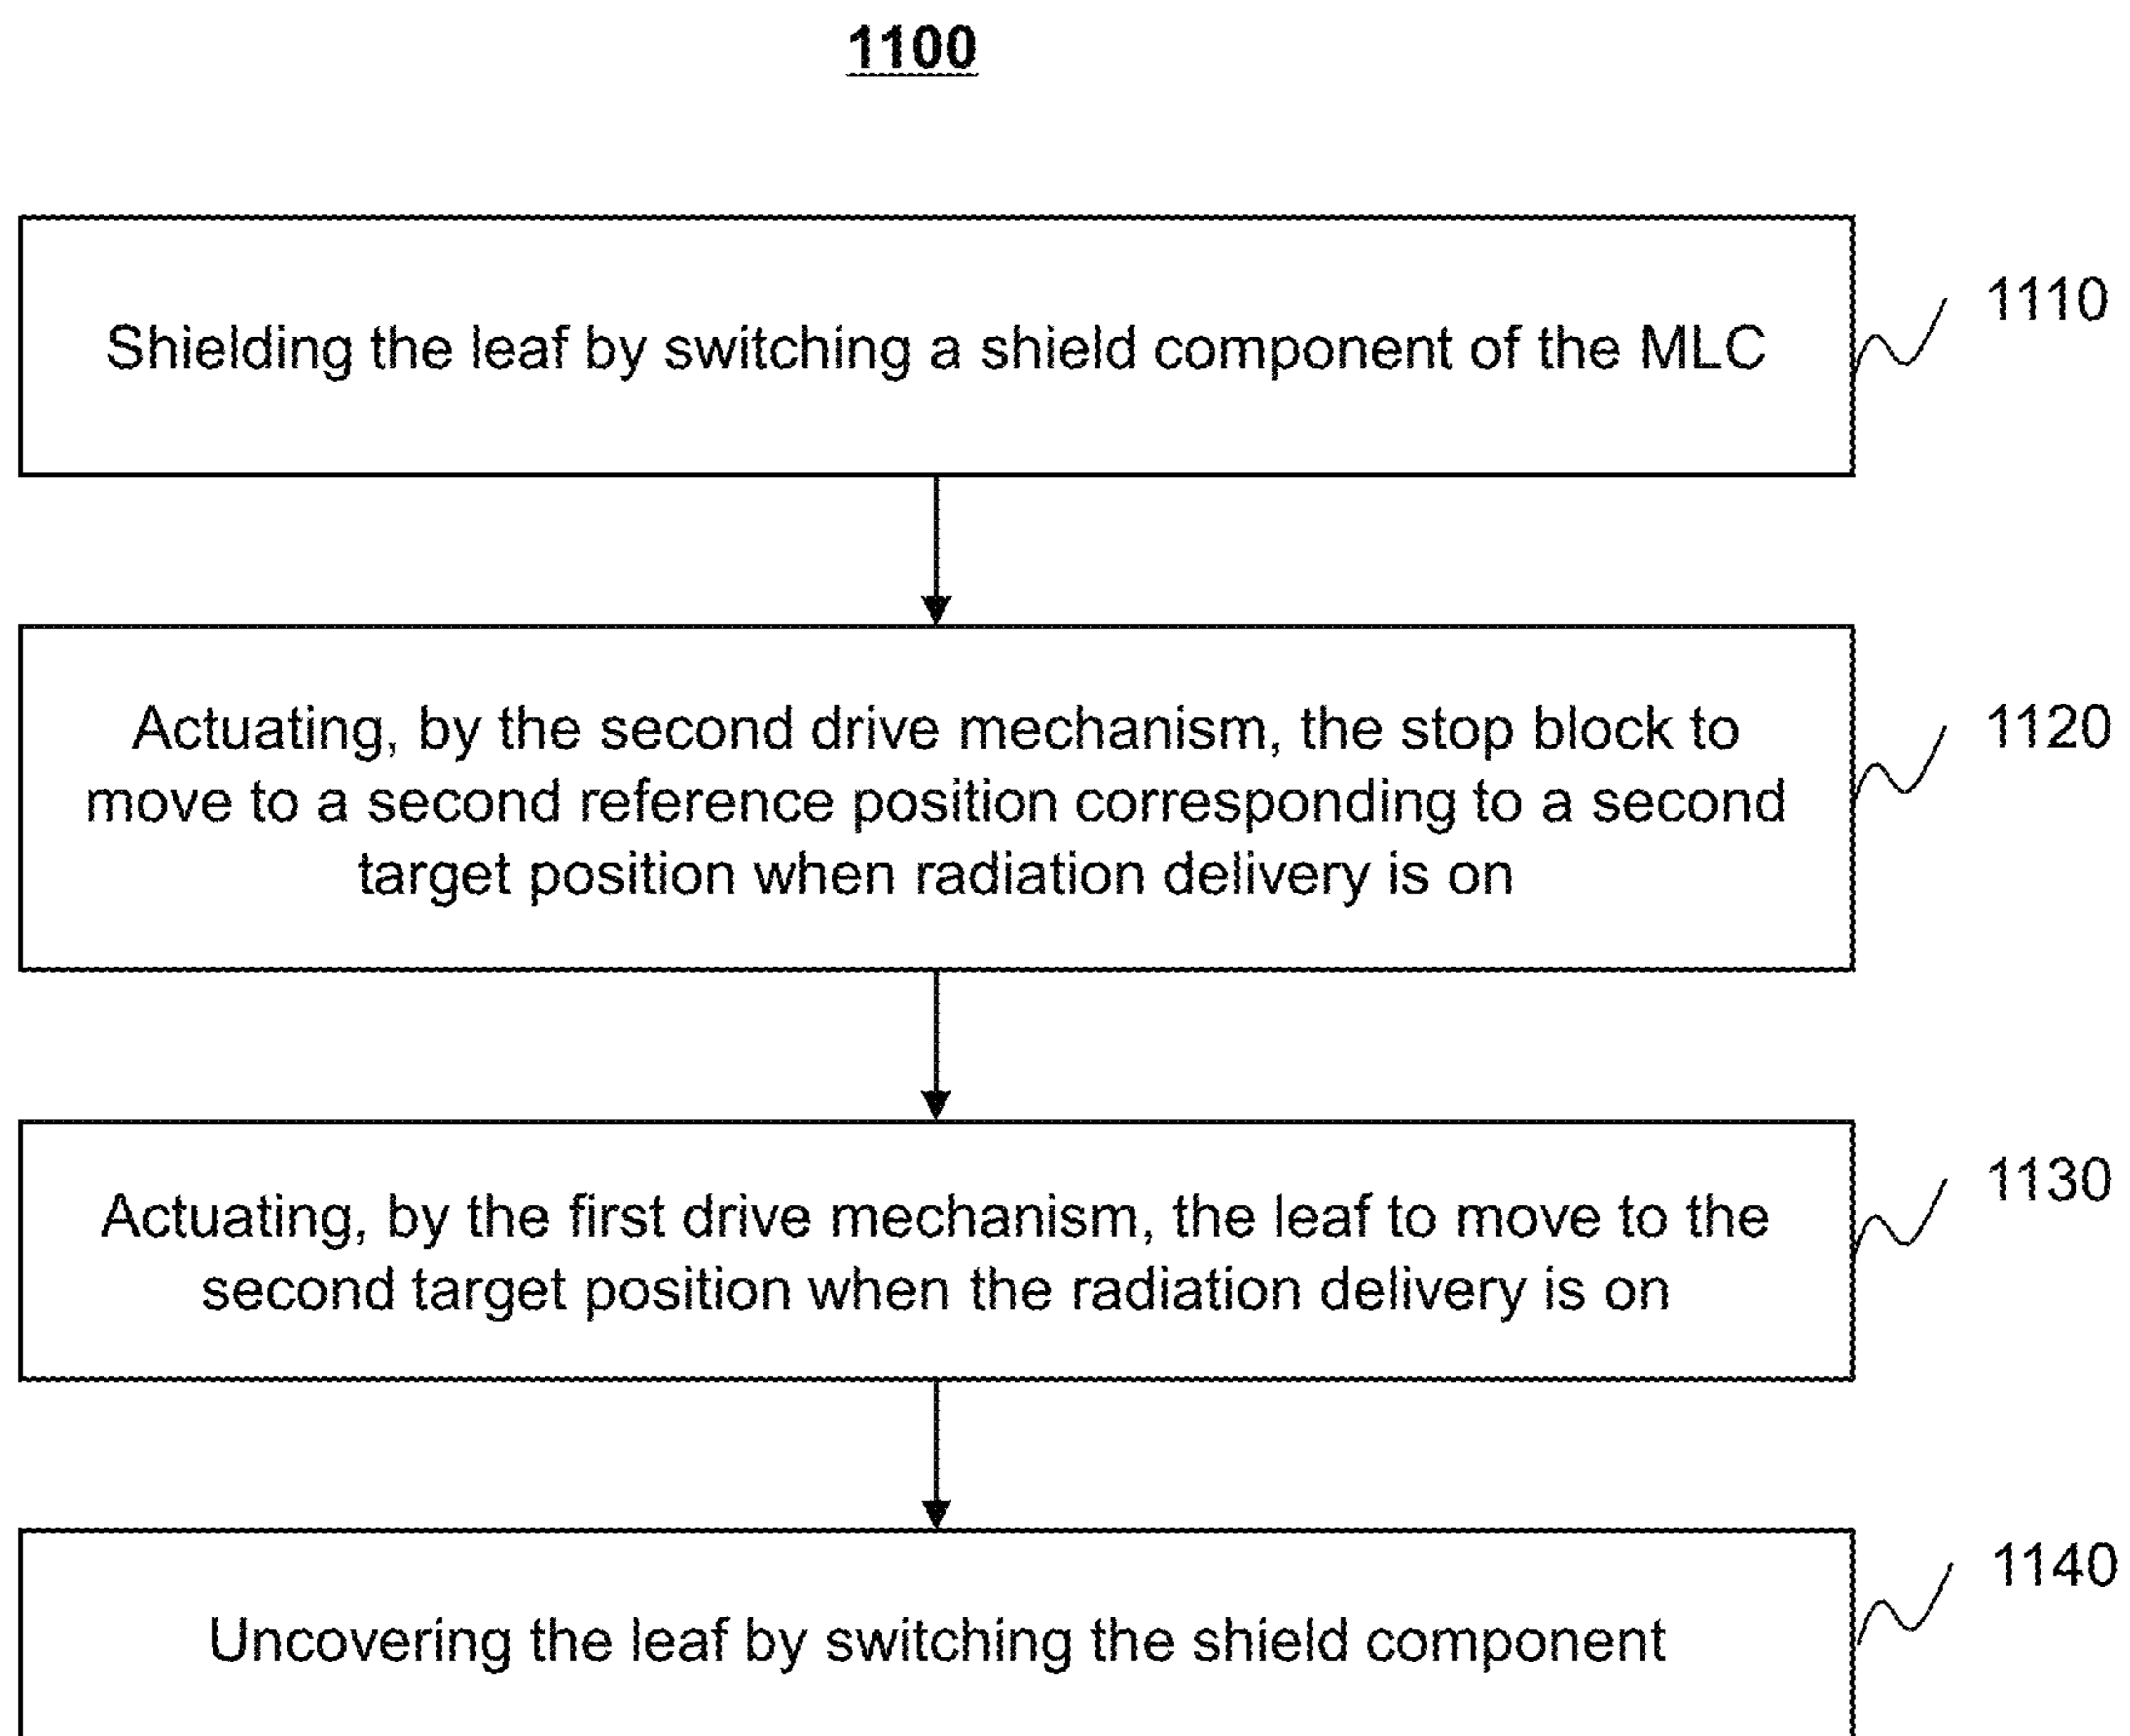 1100
Shielding the leaf by switching a shield component of the MLC
1110
Actuating, by the second drive mechanism, the stop block to
move to a second reference position corresponding to a second
target position when radiation delivery is on
1120
Actuating, by the first drive mechanism, the leaf to move to the
second target position when the radiation delivery is on
1130
Uncovering the leaf by switching the shield component
1140